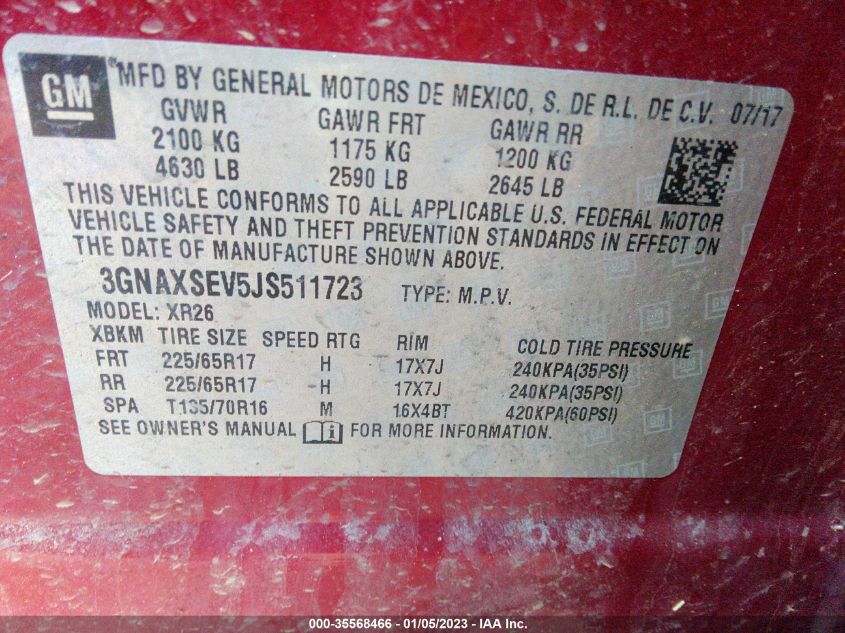 GM
® MFD BY GENERAL MOTORS DE MEXICO, S. DE R.L. DE C.V. 07/17
GVWR GAWR FRT GAWR RR
2100 KG 1175 KG 1200 KG
4630 LB 2590 LB 2645 LB
THIS VEHICLE CONFORMS TO ALL APPLICABLE U.S. FEDERAL MOTOR
VEHICLE SAFETY AND THEFT PREVENTION STANDARDS IN EFFECT ON
THE DATE OF MANUFACTURE SHOWN ABOVE.
3GNAXSEV5JS511723 TYPE: M.P.V.
MODEL: XR26
XBKM TIRE SIZE SPEED RTG RIM COLD TIRE PRESSURE
FRT 225/65R17 H 17X7J 240KPA(35PSI)
RR 225/65R17 H 17X7J 240KPA(35PSI)
SPA T135/70R16 M 16X4BT 420KPA(60PSI)
SEE OWNER'S MANUAL i FOR MORE INFORMATION.
000-35568466 - 01/05/2023 - IAA Inc.